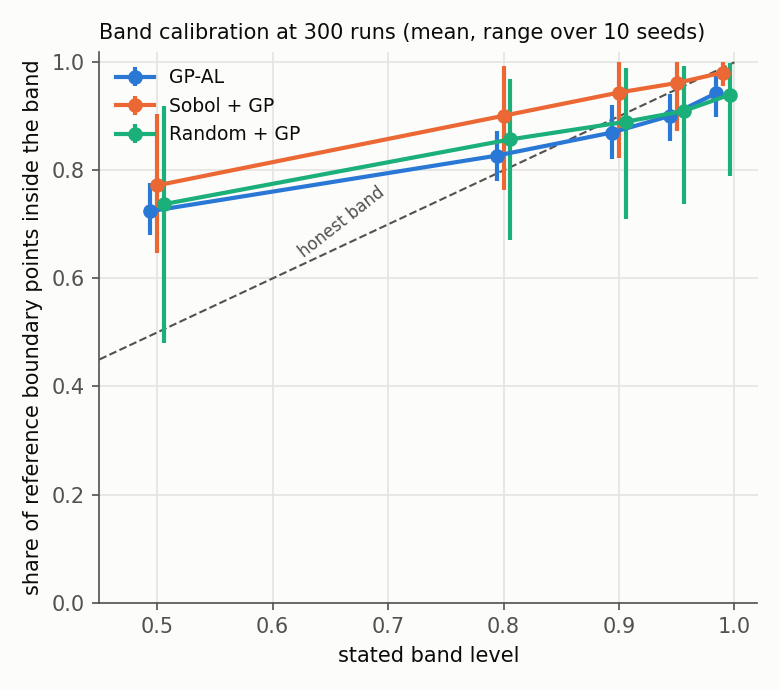 Band calibration at 300 runs (mean, range over 10 seeds)
GP-AL
Sobol + GP
Random + GP
honest band
share of reference boundary points inside the band
1.0
0.8
0.6
0.4
0.2
0.0
0.5 0.6 0.7 0.8 0.9 1.0
stated band level